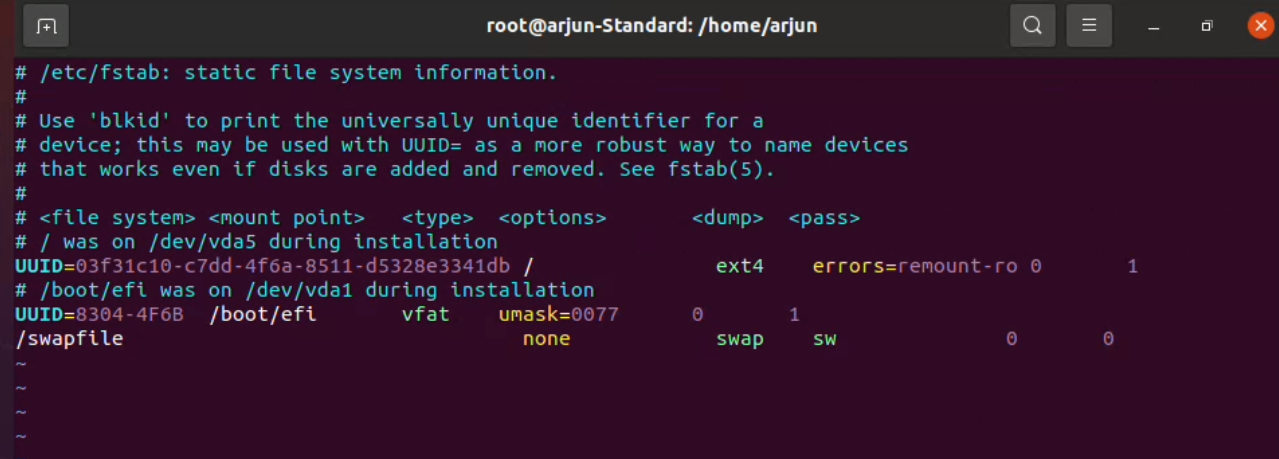 root@arjun-Standard: /home/arjun
# /etc/fstab: static file system information.
#
# Use 'blkid' to print the universally unique identifier for a
# device; this may be used with UUID= as a more robust way to name devices
# that works even if disks are added and removed. See fstab(5).
#
# <file system> <mount point>   <type>  <options>       <dump>  <pass>
# / was on /dev/vda5 during installation
UUID=03f31c10-c7dd-4f6a-8511-d5328e3341db /               ext4    errors=remount-ro 0       1
# /boot/efi was on /dev/vda1 during installation
UUID=8304-4F6B  /boot/efi       vfat    umask=0077      0       1
/swapfile                                 none            swap    sw              0       0
~
~
~
~